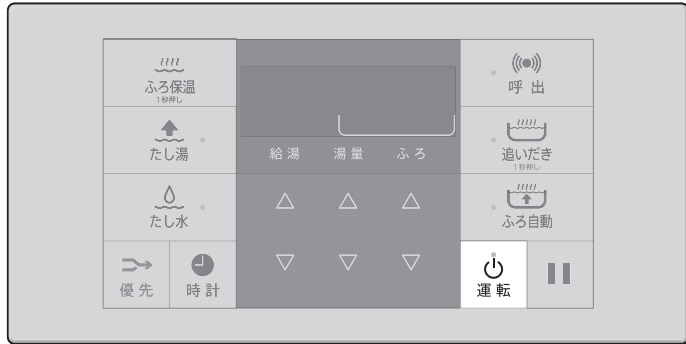 ふろ保温
1秒押し
たし湯
たし水
優先
時計
給湯
湯量
ふろ
呼出
追いだき
1秒押し
ふろ自動
運転